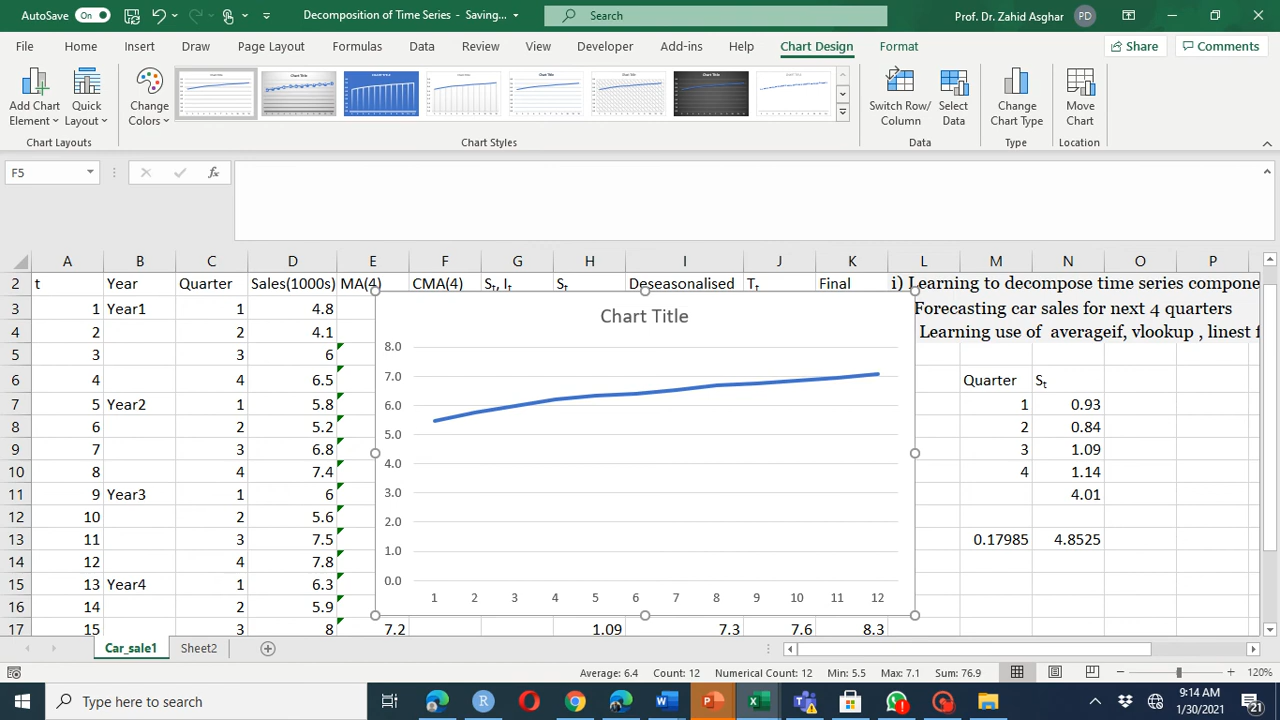 AutoSave On Decomposition of Time Series - Saving... Search Prof. Dr. Zahid Asghar PD
File Home Insert Draw Page Layout Formulas Data Review View Developer Add-ins Help Chart Design Format Share Comments
Add Chart Element Quick Layout Change Colors Switch Row/ Column Select Data Change Chart Type Move Chart
Chart Layouts Chart Styles Data Type Location
F5 fx
A B C D E F G H I J K L M N O P
2 t Year Quarter Sales(1000s) MA(4) CMA(4) St, It St Deseasonalised Tt Final i) Learning to decompose time series compone
3 1 Year1 1 4.8 Forecasting car sales for next 4 quarters
4 2 2 4.1 Learning use of averageif, vlookup , linest f
5 3 3 6
6 4 4 6.5 Quarter St
7 5 Year2 1 5.8 1 0.93
8 6 2 5.2 2 0.84
9 7 3 6.8 3 1.09
10 8 4 7.4 4 1.14
11 9 Year3 1 6 4.01
12 10 2 5.6
13 11 3 7.5 0.17985 4.8525
14 12 4 7.8
15 13 Year4 1 6.3
16 14 2 5.9
17 15 3 8 7.2 1.09 7.3 7.6 8.3
Chart Title
8.0
7.0
6.0
5.0
4.0
3.0
2.0
1.0
0.0
1 2 3 4 5 6 7 8 9 10 11 12
Car_sale1 Sheet2
Average: 6.4 Count: 12 Numerical Count: 12 Min: 5.5 Max: 7.1 Sum: 76.9 120%
Type here to search 9:14 AM
1/30/2021 21